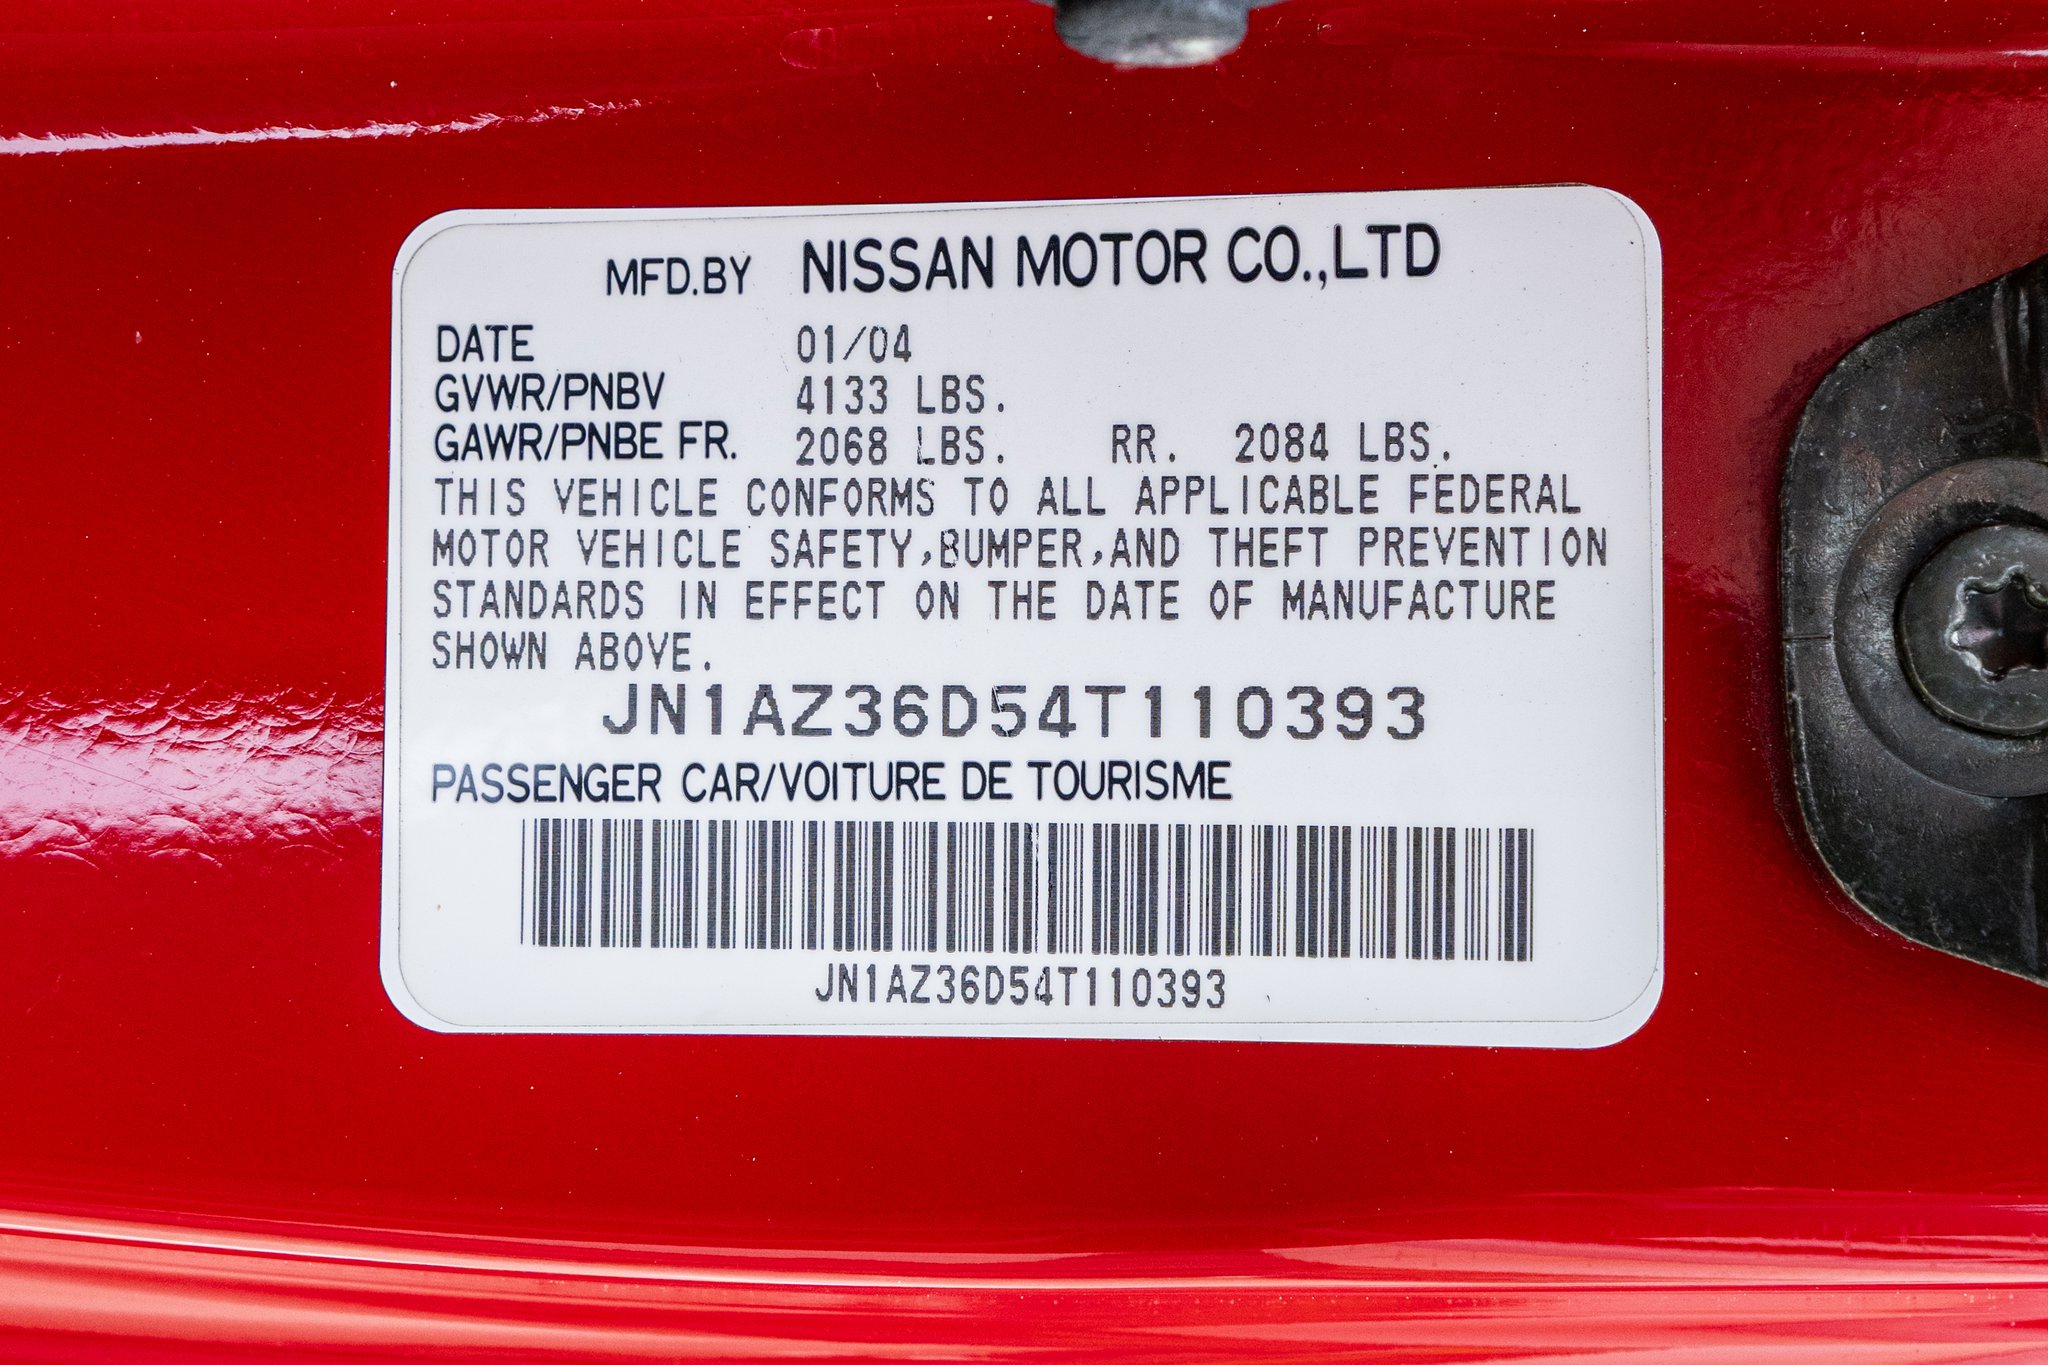 MFD.BY NISSAN MOTOR CO.,LTD
DATE 01/04
GVWR/PNBV 4133 LBS.
GAWR/PNBE FR. 2068 LBS. RR. 2084 LBS.
THIS VEHICLE CONFORMS TO ALL APPLICABLE FEDERAL
MOTOR VEHICLE SAFETY,BUMPER,AND THEFT PREVENTION
STANDARDS IN EFFECT ON THE DATE OF MANUFACTURE
SHOWN ABOVE.
JN1AZ36D54T110393
PASSENGER CAR/VOITURE DE TOURISME
JN1AZ36D54T110393